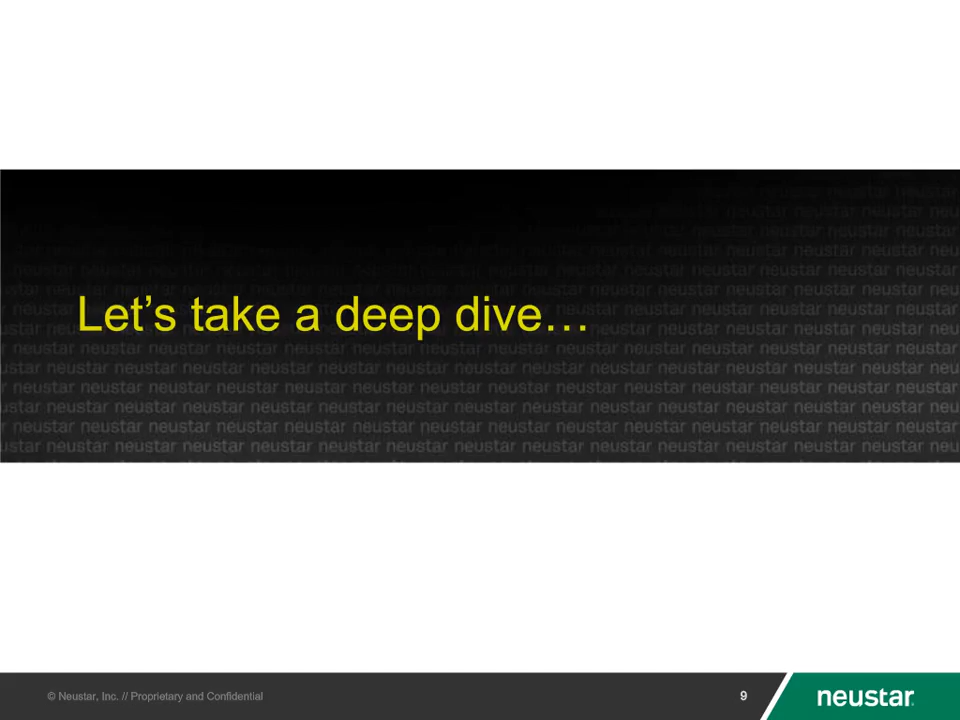 Let’s take a deep dive…
© Neustar, Inc. // Proprietary and Confidential
9
neustar